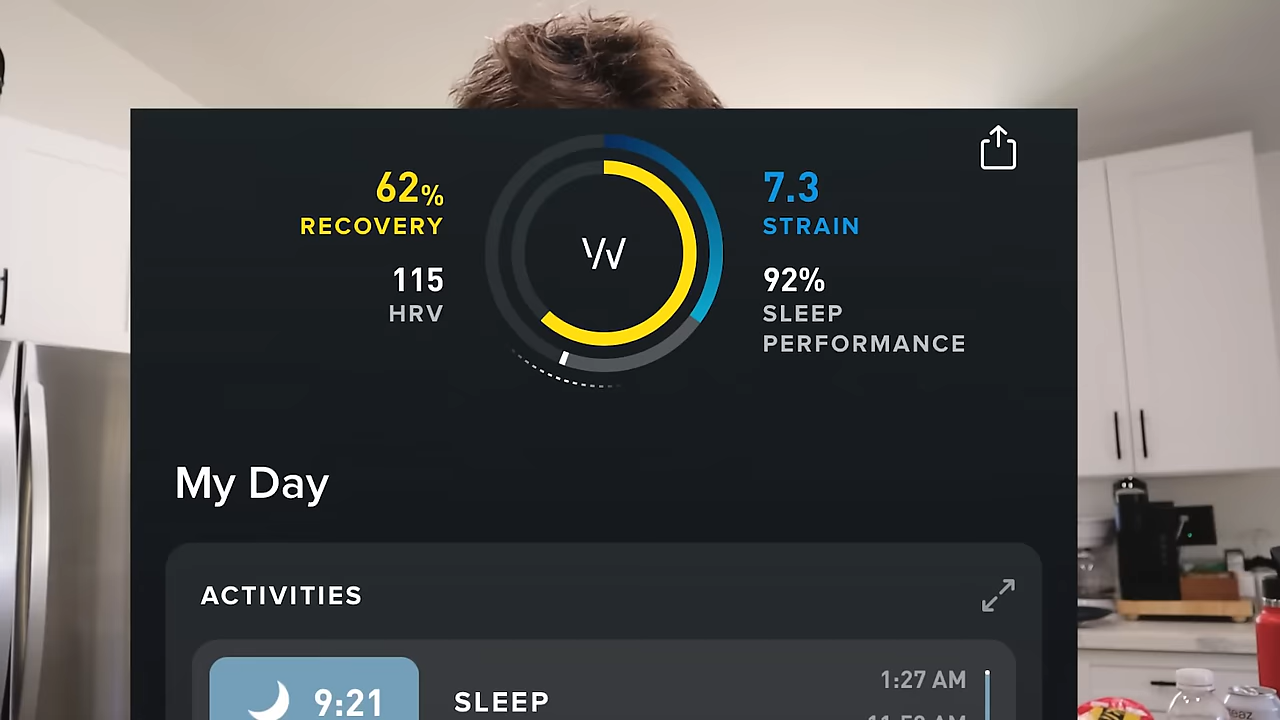 62%
RECOVERY
115
HRV
7.3
STRAIN
92%
SLEEP
PERFORMANCE
My Day
ACTIVITIES
9:21
SLEEP
1:27 AM